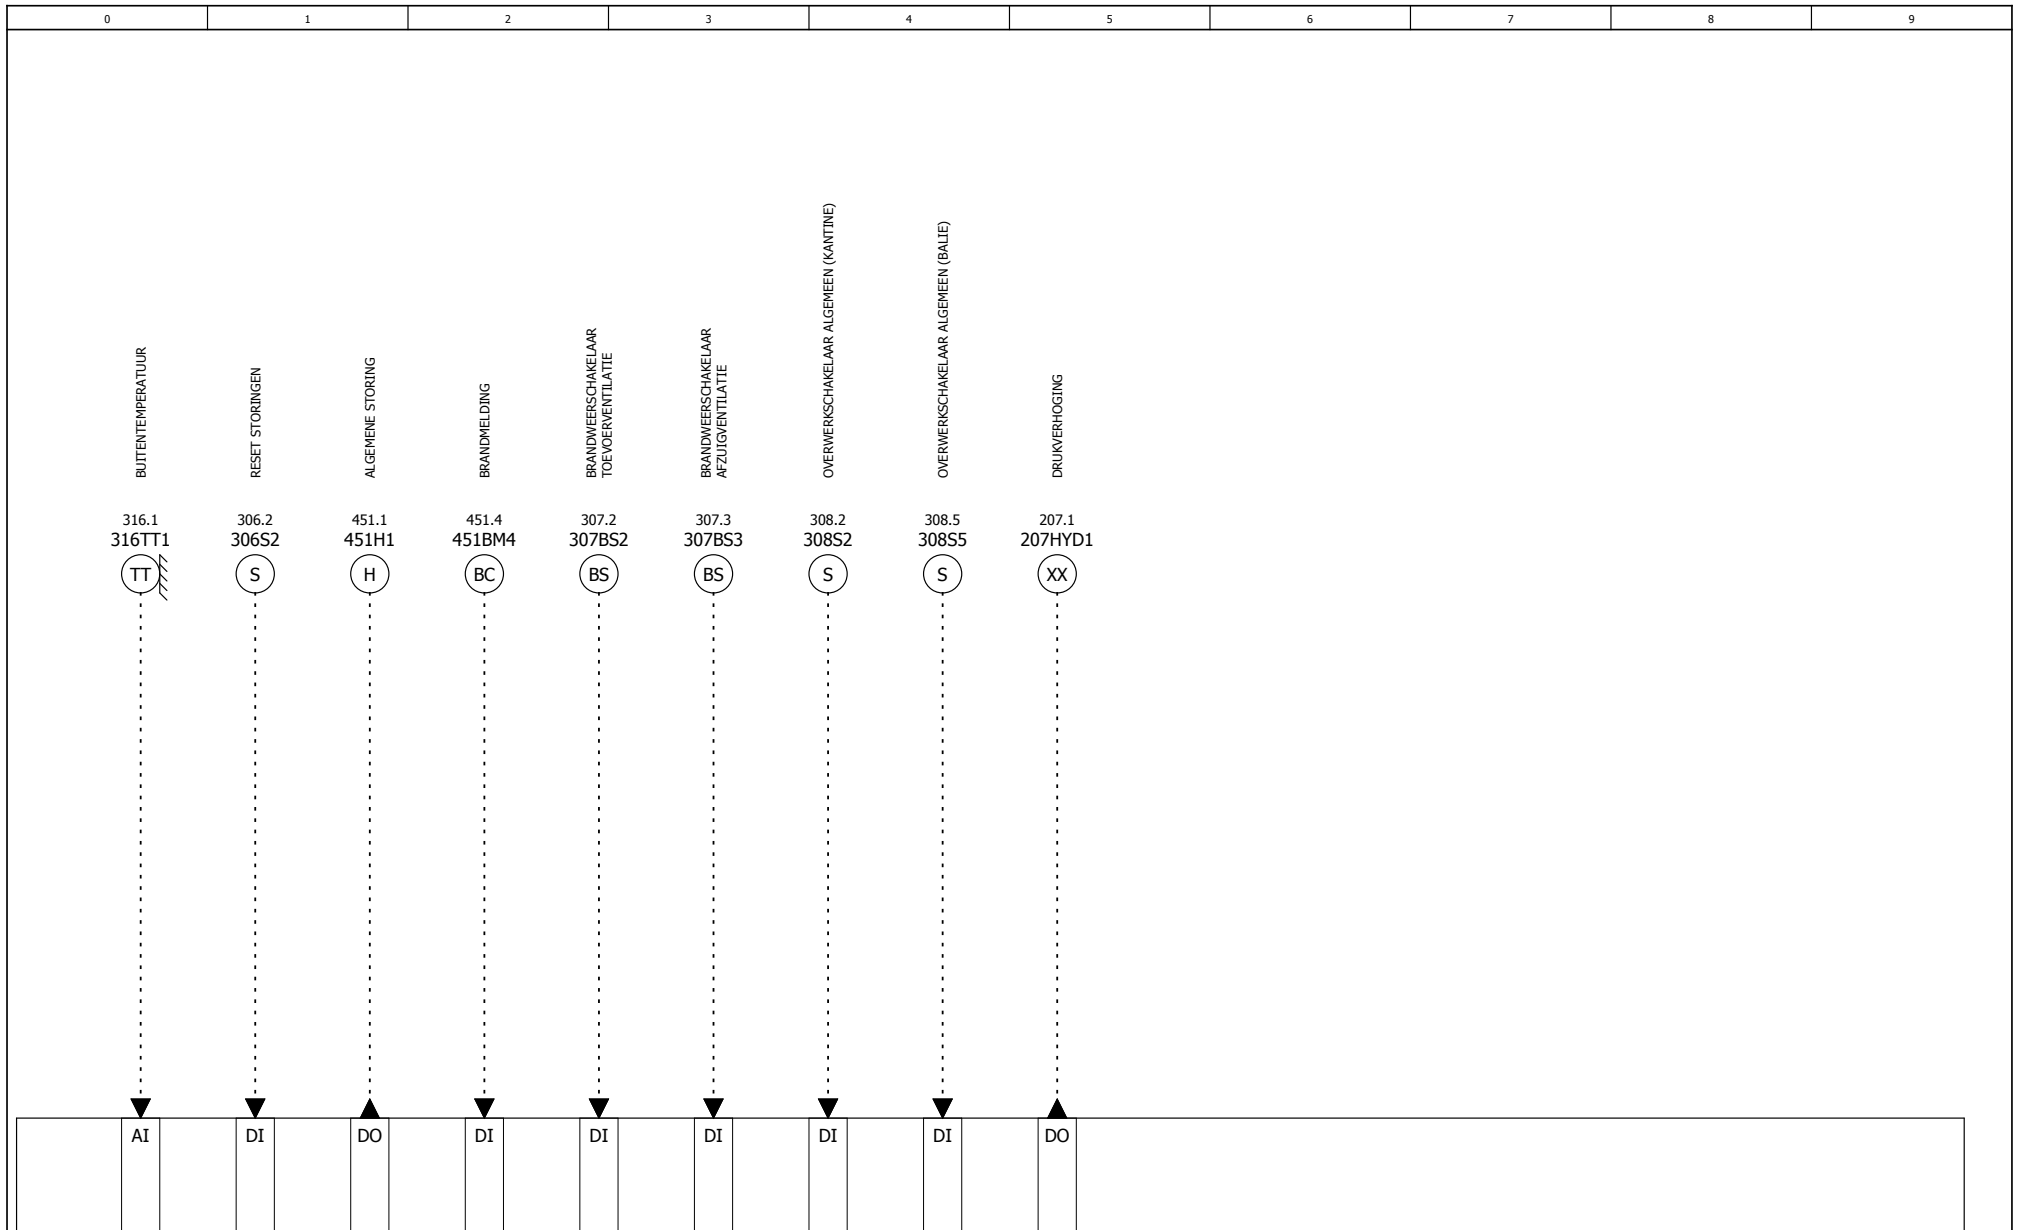 0 1 2 3 4 5 6 7 8 9
BUITENTEMPERATUUR
RESET STORINGEN
ALGEMENE STORING
BRANDMELDING
BRANDWEERSCHAKELAAR
TOEVOERVENTILATIE
BRANDWEERSCHAKELAAR
AFZUIGVENTILATIE
OVERWERKSCHAKELAAR ALGEMEEN (KANTINE)
OVERWERKSCHAKELAAR ALGEMEEN (BALIE)
DRUKVERHOGING
316.1 306.2 451.1 451.4 307.2 307.3 308.2 308.5 207.1
316TT1 306S2 451H1 451BM4 307BS2 307BS3 308S2 308S5 207HYD1
TT S H BC BS BS S S XX
AI DI DO DI DI DI DI DI DO